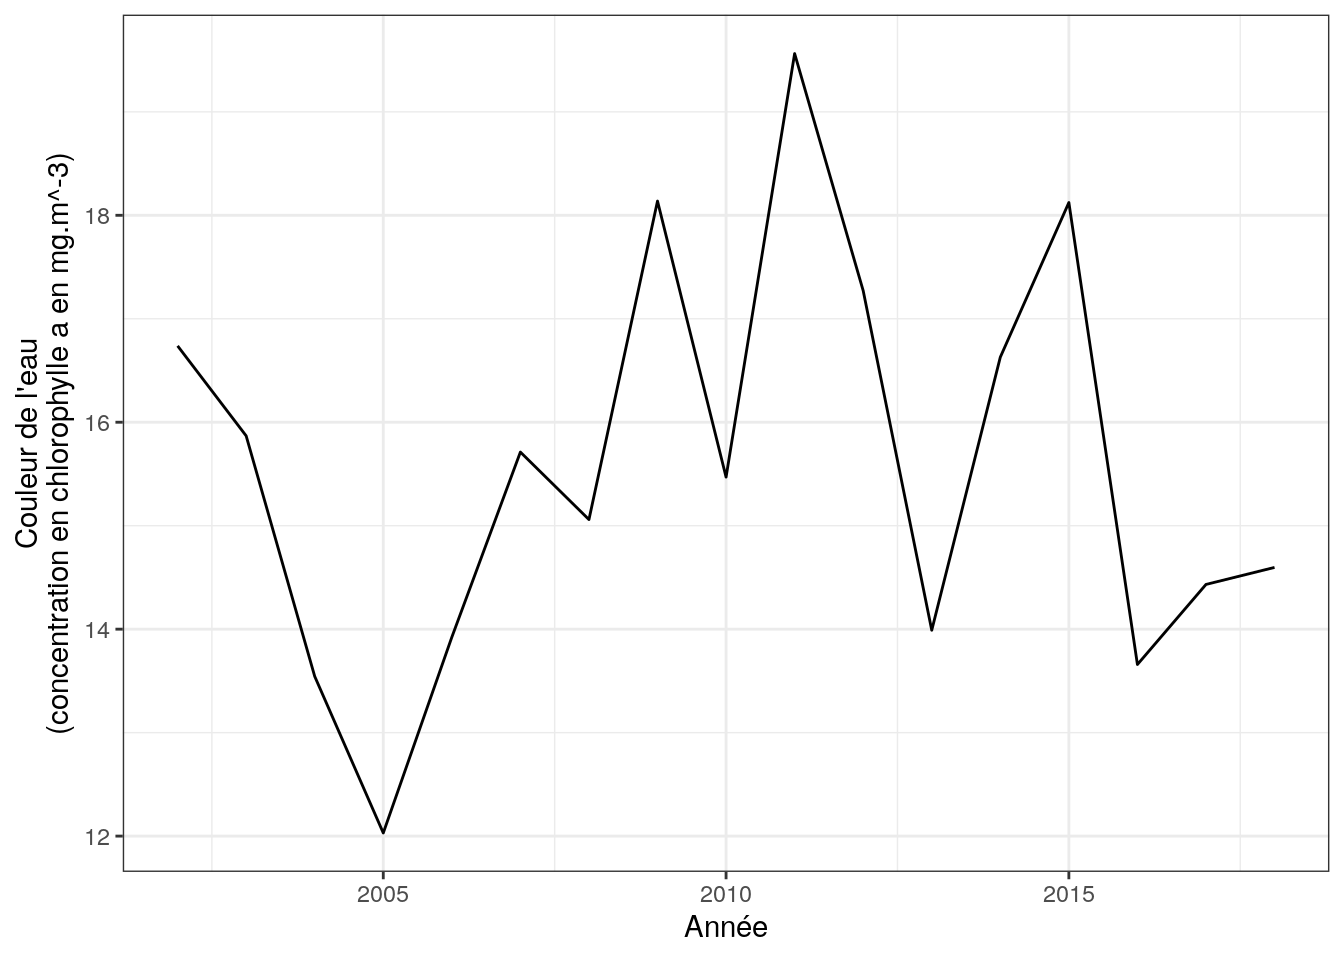 Couleur de l'eau
(concentration en chlorophylle a en mg.m^-3)
18
16
14
12
2005
2010
2015
Année